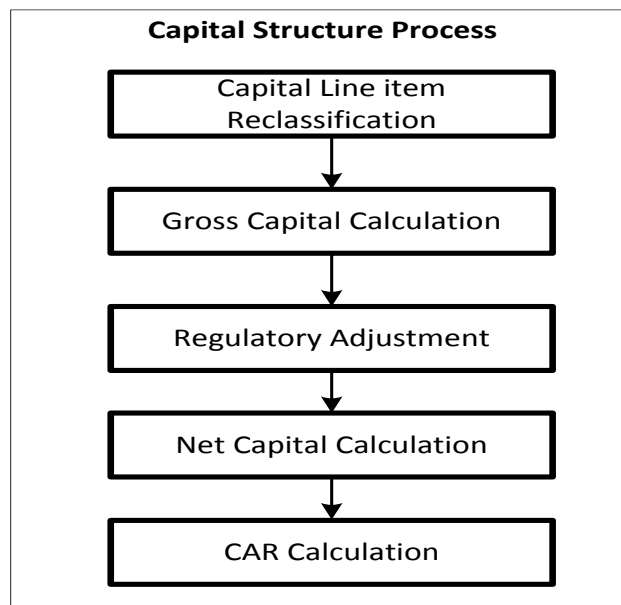 Capital Structure Process
Capital Line item
Reclassification
Gross Capital Calculation
Regulatory Adjustment
Net Capital Calculation
CAR Calculation